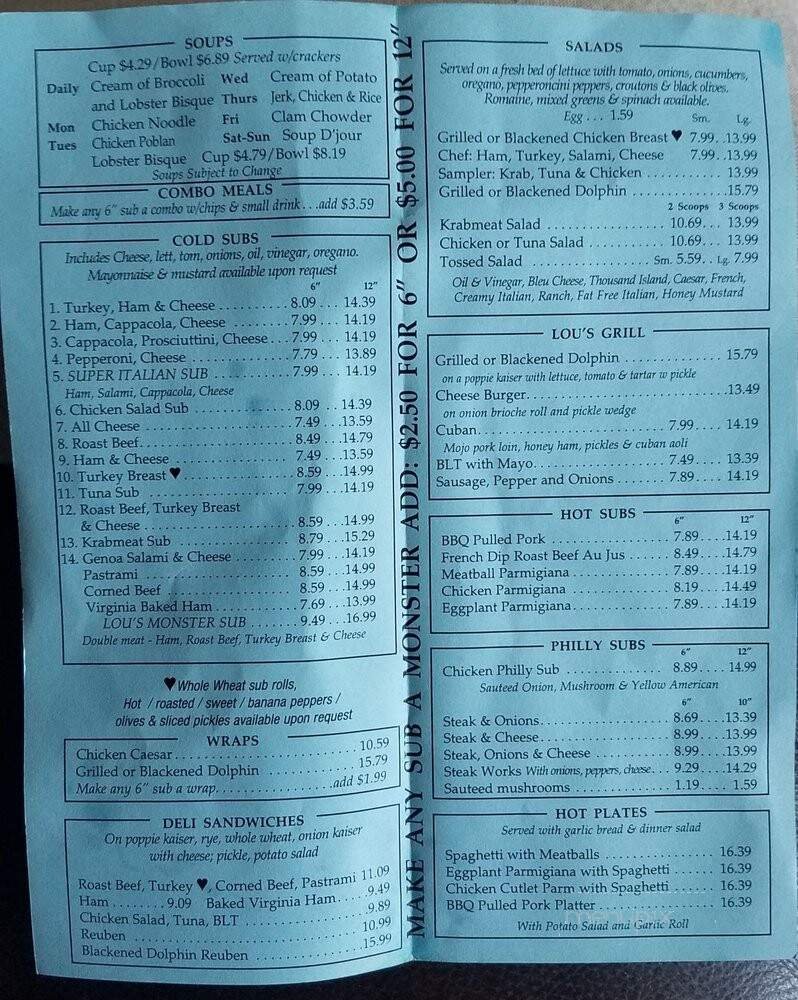 SOUPS
Cup $4.29/Bowl $6.89 Served w/crackers
Daily Cream of Broccoli Wed Cream of Potato
and Lobster Bisque Thurs Jerk, Chicken & Rice
Mon Chicken Noodle Fri Clam Chowder
Tues Chicken Poblan Sat-Sun Soup D'jour
Lobster Bisque Cup $4.79/Bowl $8.19
Soups Subject to Change
COMBO MEALS
Make any 6" sub a combo w/chips & small drink . . .add $3.59
COLD SUBS
Includes Cheese, lett, tom, onions, oil, vinegar, oregano.
Mayonnaise & mustard available upon request
6" 12"
1. Turkey, Ham & Cheese . . . . . . . . . .8.09 . . . 14.39
2. Ham, Cappacola, Cheese . . . . . . . . .7.99 . . . 14.19
3. Cappacola, Prosciuttini, Cheese . . .7.99 . . . 14.19
4. Pepperoni, Cheese . . . . . . . . . . . . . .7.79 . . . 13.89
5. SUPER ITALIAN SUB . . . . . . . . . . .7.99 . . . 14.19
Ham, Salami, Cappacola, Cheese
6. Chicken Salad Sub . . . . . . . . . . . . . 8.09 . . .14.39
7. All Cheese . . . . . . . . . . . . . . . . . . . . 7.49 . . .13.59
8. Roast Beef. . . . . . . . . . . . . . . . . . . . . 8.49 . . .14.79
9. Ham & Cheese . . . . . . . . . . . . . . . . 7.49 . . .13.59
10. Turkey Breast ♥ . . . . . . . . . . . . . . . 8.59 . . .14.99
11. Tuna Sub . . . . . . . . . . . . . . . . . . . . 7.99 . . .14.19
12. Roast Beef, Turkey Breast
& Cheese . . . . . . . . . . . . . . . . . . . . 8.59 . . .14.99
13. Krabmeat Sub . . . . . . . . . . . . . . . . 8.79 . . .15.29
14. Genoa Salami & Cheese . . . . . . . . .7.99 . . . 14.19
Pastrami . . . . . . . . . . . . . . . . . . . . . 8.59 . . . 14.99
Corned Beef . . . . . . . . . . . . . . . . . . 8.59 . . . 14.99
Virginia Baked Ham . . . . . . . . . . . 7.69 . . .13.99
LOU'S MONSTER SUB . . . . . . . 9.49 . . .16.99
Double meat - Ham, Roast Beef, Turkey Breast & Cheese
♥ Whole Wheat sub rolls,
Hot / roasted / sweet / banana peppers /
olives & sliced pickles available upon request
WRAPS
Chicken Caesar. . . . . . . . . . . . . . . . . . . . . . . . 10.59
Grilled or Blackened Dolphin . . . . . . . . . . . . 15.79
Make any 6" sub a wrap. . . . . . . . . . . . . . . .add $1.99
DELI SANDWICHES
On poppie kaiser, rye, whole wheat, onion kaiser
with cheese; pickle, potato salad
Roast Beef, Turkey ♥, Corned Beef, Pastrami 11.09
Ham . . . . . . . 9.09 Baked Virginia Ham. . . . .9.49
Chicken Salad, Tuna, BLT . . . . . . . . . . . . . . . . .9.89
Reuben . . . . . . . . . . . . . . . . . . . . . . . . . . . . . . 10.99
Blackened Dolphin Reuben . . . . . . . . . . . . . . .15.99
MAKE ANY SUB A MONSTER ADD: $2.50 FOR 6" OR $5.00 FOR 12"
SALADS
Served on a fresh bed of lettuce with tomato, onions, cucumbers,
oregano, pepperoncini peppers, croutons & black olives.
Romaine, mixed greens & spinach available.
Egg . . . 1.59 Sm. Lg.
Grilled or Blackened Chicken Breast ♥ 7.99. .13.99
Chef: Ham, Turkey, Salami, Cheese 7.99. .13.99
Sampler: Krab, Tuna & Chicken . . . . . . . . . . . 13.99
Grilled or Blackened Dolphin . . . . . . . . . . . . . .15.79
2 Scoops 3 Scoops
Krabmeat Salad . . . . . . . . . . . . . . . . 10.69. . . 13.99
Chicken or Tuna Salad . . . . . . . . . . 10.69. . . 13.99
Tossed Salad . . . . . . . . . . . . . . . . . Sm. 5.59. . Lg. 7.99
Oil & Vinegar, Bleu Cheese, Thousand Island, Caesar, French,
Creamy Italian, Ranch, Fat Free Italian, Honey Mustard
LOU'S GRILL
Grilled or Blackened Dolphin . . . . . . . . . . . . . . 15.79
on a poppie kaiser with lettuce, tomato & tartar w pickle
Cheese Burger. . . . . . . . . . . . . . . . . . . . . . . . . . . .13.49
on onion brioche roll and pickle wedge
Cuban. . . . . . . . . . . . . . . . . . . . . . . . 7.99. . . . 14.19
Mojo pork loin, honey ham, pickles & cuban aoli
BLT with Mayo. . . . . . . . . . . . . . . . . 7.49. . . . 13.39
Sausage, Pepper and Onions . . . . . . . 7.89. . . . 14.19
HOT SUBS
6" 12"
BBQ Pulled Pork . . . . . . . . . . . . . . . . 7.89. . . .14.19
French Dip Roast Beef Au Jus . . . . . . 8.49. . . .14.79
Meatball Parmigiana . . . . . . . . . . . . . 7.89. . . .14.19
Chicken Parmigiana . . . . . . . . . . . . . 8.19. . . .14.49
Eggplant Parmigiana. . . . . . . . . . . . . 7.89. . . .14.19
PHILLY SUBS
6" 12"
Chicken Philly Sub . . . . . . . . . . . . . . 8.89. . . . 14.99
Sauteed Onion, Mushroom & Yellow American
6" 10"
Steak & Onions. . . . . . . . . . . . . . . . . 8.69. . . .13.39
Steak & Cheese. . . . . . . . . . . . . . . . . 8.99. . . .13.99
Steak, Onions & Cheese . . . . . . . . . . 8.99. . . .13.99
Steak Works With onions, peppers, cheese. . . 9.29. . . .14.29
Sauteed mushrooms . . . . . . . . . . . . . 1.19. . . . 1.59
HOT PLATES
Served with garlic bread & dinner salad
Spaghetti with Meatballs . . . . . . . . . . . . . . . 16.39
Eggplant Parmigiana with Spaghetti . . . . . . 16.39
Chicken Cutlet Parm with Spaghetti . . . . . . 16.39
BBQ Pulled Pork Platter . . . . . . . . . . . . . . . . 16.39
With Potato Salad and Garlic Roll